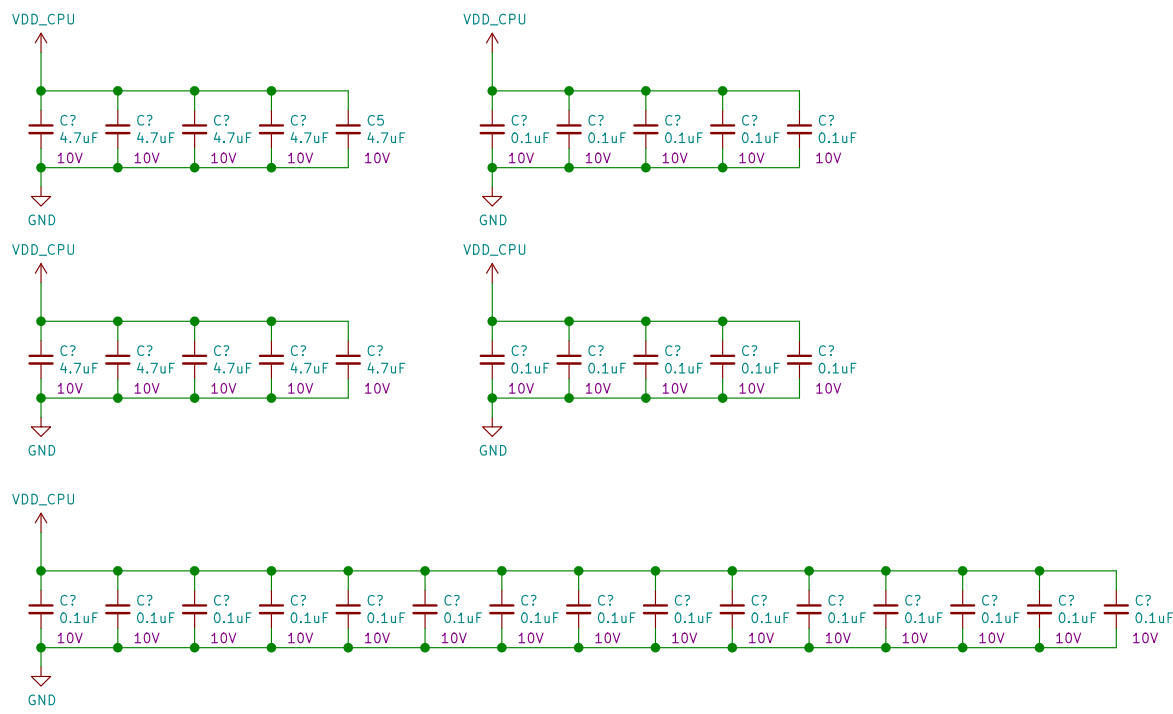 VDD_CPU VDD_CPU
C? C? C? C? C5 C? C? C? C? C?
4.7uF 4.7uF 4.7uF 4.7uF 4.7uF 0.1uF 0.1uF 0.1uF 0.1uF 0.1uF
10V 10V 10V 10V 10V 10V 10V 10V 10V 10V
GND GND
VDD_CPU VDD_CPU
C? C? C? C? C? C? C? C? C? C?
4.7uF 4.7uF 4.7uF 4.7uF 4.7uF 0.1uF 0.1uF 0.1uF 0.1uF 0.1uF
10V 10V 10V 10V 10V 10V 10V 10V 10V 10V
GND GND
VDD_CPU
C? C? C? C? C? C? C? C? C? C? C? C? C? C? C?
0.1uF 0.1uF 0.1uF 0.1uF 0.1uF 0.1uF 0.1uF 0.1uF 0.1uF 0.1uF 0.1uF 0.1uF 0.1uF 0.1uF 0.1uF
10V 10V 10V 10V 10V 10V 10V 10V 10V 10V 10V 10V 10V 10V 10V
GND